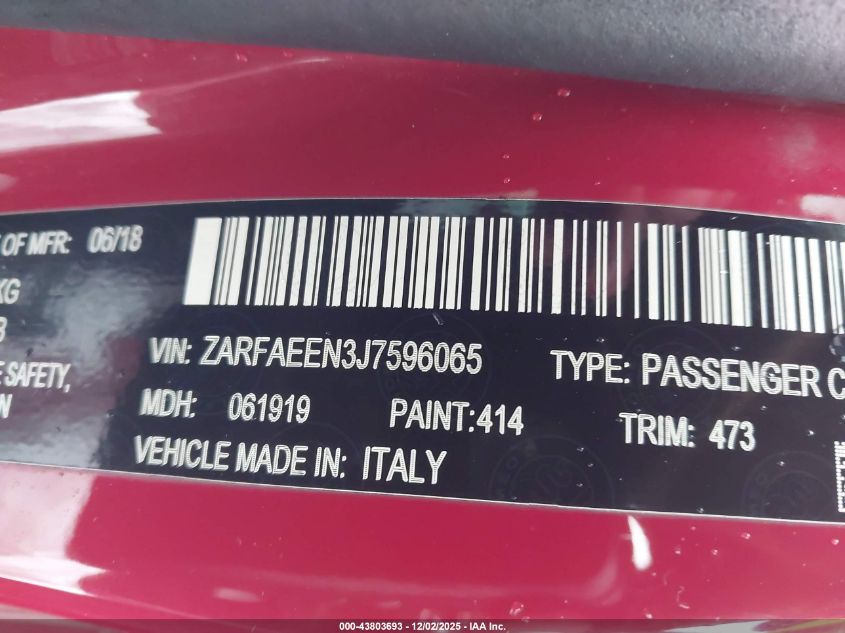 OF MFR: 06/18
KG
VIN: ZARFAEEN3J7596065 TYPE: PASSENGER C
SAFETY,
MDH: 061919 PAINT:414 TRIM: 473
VEHICLE MADE IN: ITALY
000-43803693 - 12/02/2025 - IAA Inc.